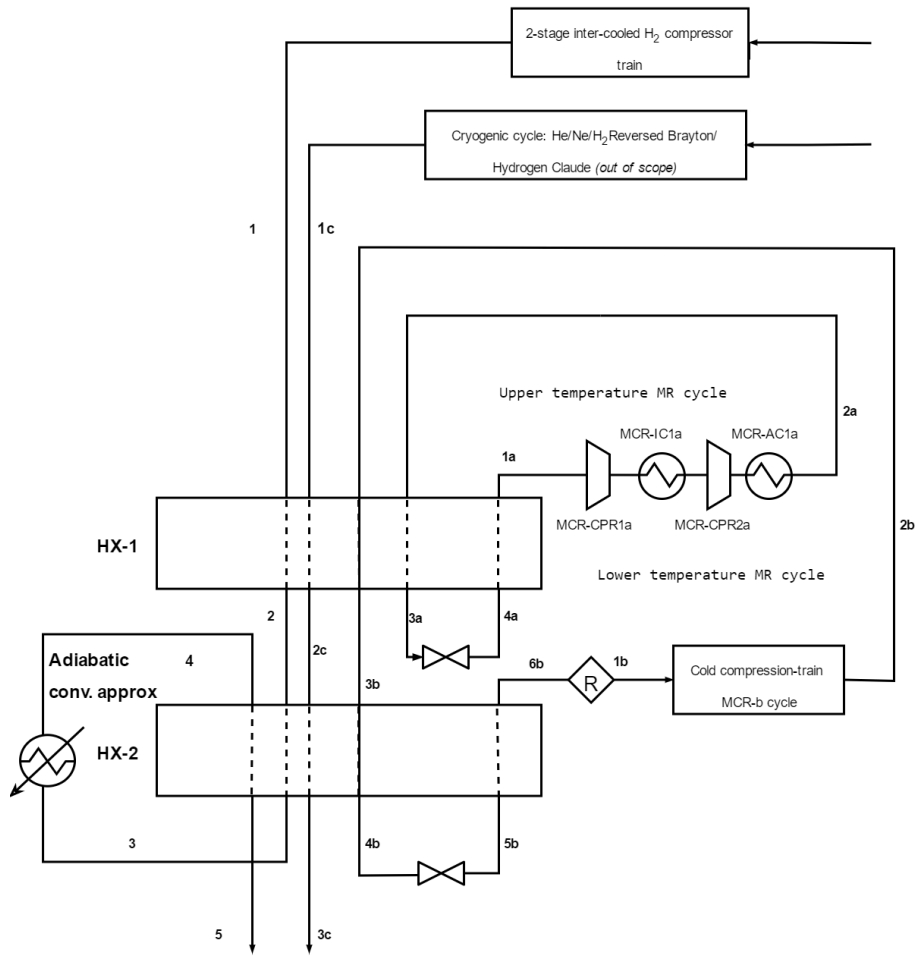 2-stage inter-cooled H2 compressor
train
Cryogenic cycle: He/Ne/H2Reversed Brayton/
Hydrogen Claude (out of scope)
1
1c
Upper temperature MR cycle
2a
MCR-IC1a
MCR-AC1a
1a
MCR-CPR1a
MCR-CPR2a
2b
HX-1
Lower temperature MR cycle
2
3a
4a
2c
Adiabatic
conv. approx
4
3b
6b
R
1b
Cold compression-train
MCR-b cycle
HX-2
3
4b
5b
5
3c